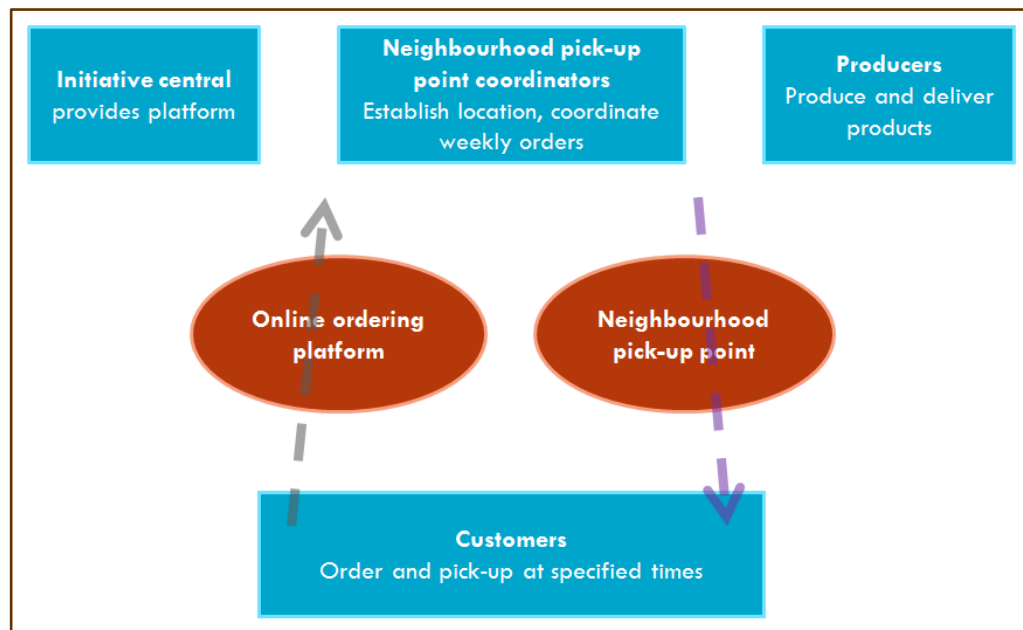 Initiative central
provides platform
Neighbourhood pick-up
point coordinators
Establish location, coordinate
weekly orders
Producers
Produce and deliver
products
Online ordering
platform
Neighbourhood
pick-up point
Customers
Order and pick-up at specified times